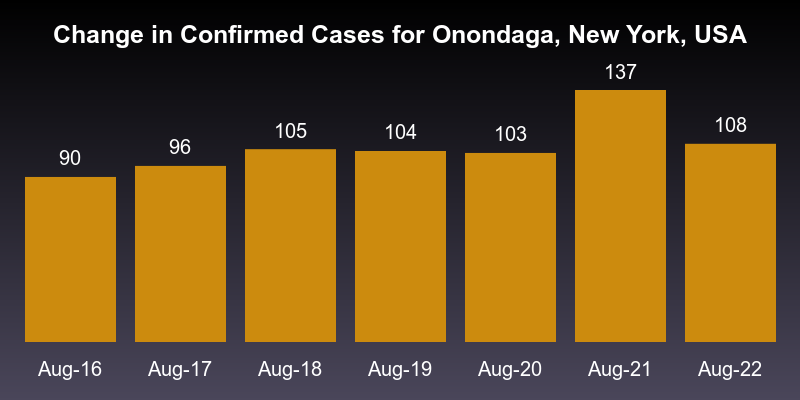 Change in Confirmed Cases for Onondaga, New York, USA
90
96
105
104
103
137
108
Aug-16
Aug-17
Aug-18
Aug-19
Aug-20
Aug-21
Aug-22